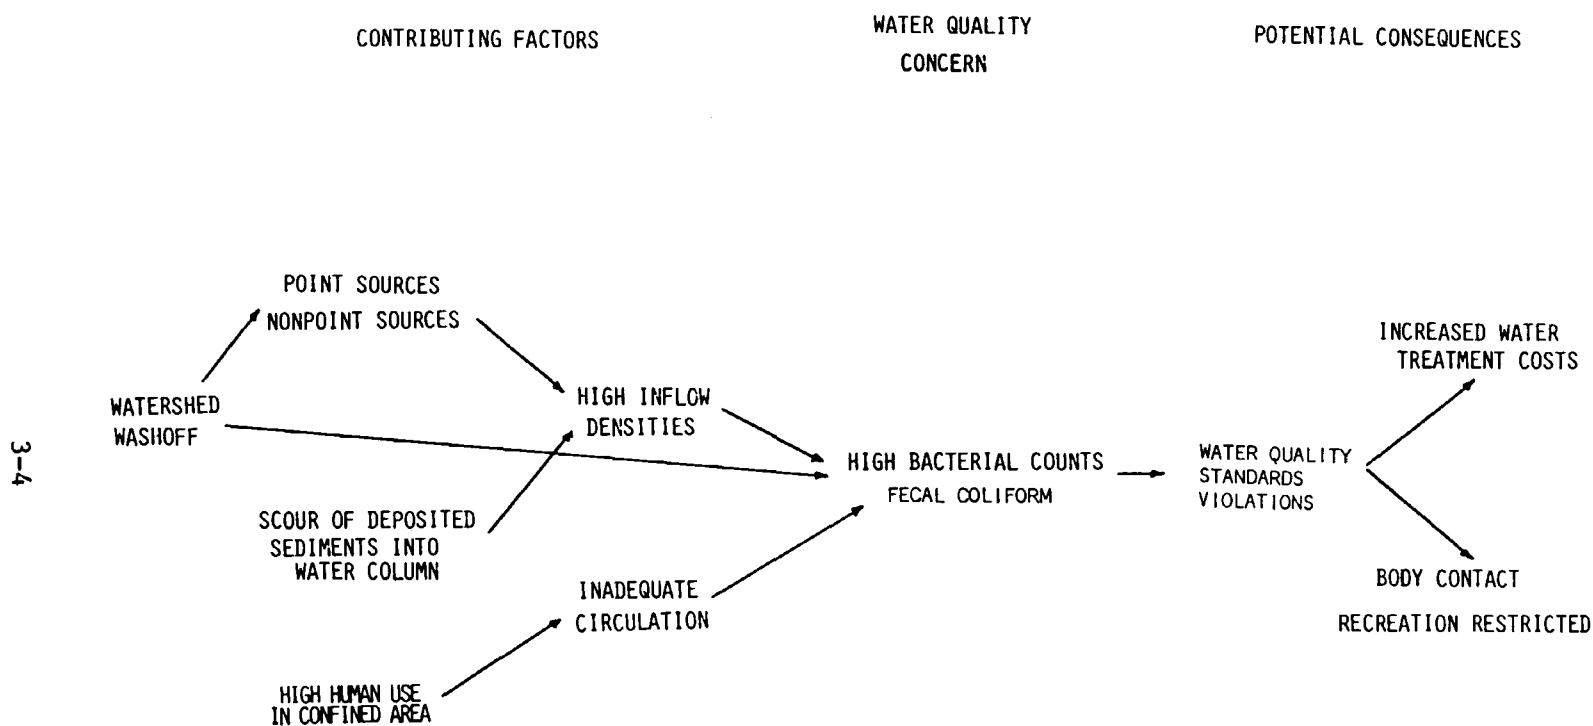 CONTRIBUTING FACTORS
WATER QUALITY
CONCERN
POTENTIAL CONSEQUENCES
POINT SOURCES
NONPOINT SOURCES
WATERSHED
WASHOFF
HIGH INFLOW
DENSITIES
SCOUR OF DEPOSITED
SEDIMENTS INTO
WATER COLUMN
INADEQUATE
CIRCULATION
HIGH HUMAN USE
IN CONFINED AREA
HIGH BACTERIAL COUNTS
FECAL COLIFORM
WATER QUALITY
STANDARDS
VIOLATIONS
INCREASED WATER
TREATMENT COSTS
BODY CONTACT
RECREATION RESTRICTED
3-4